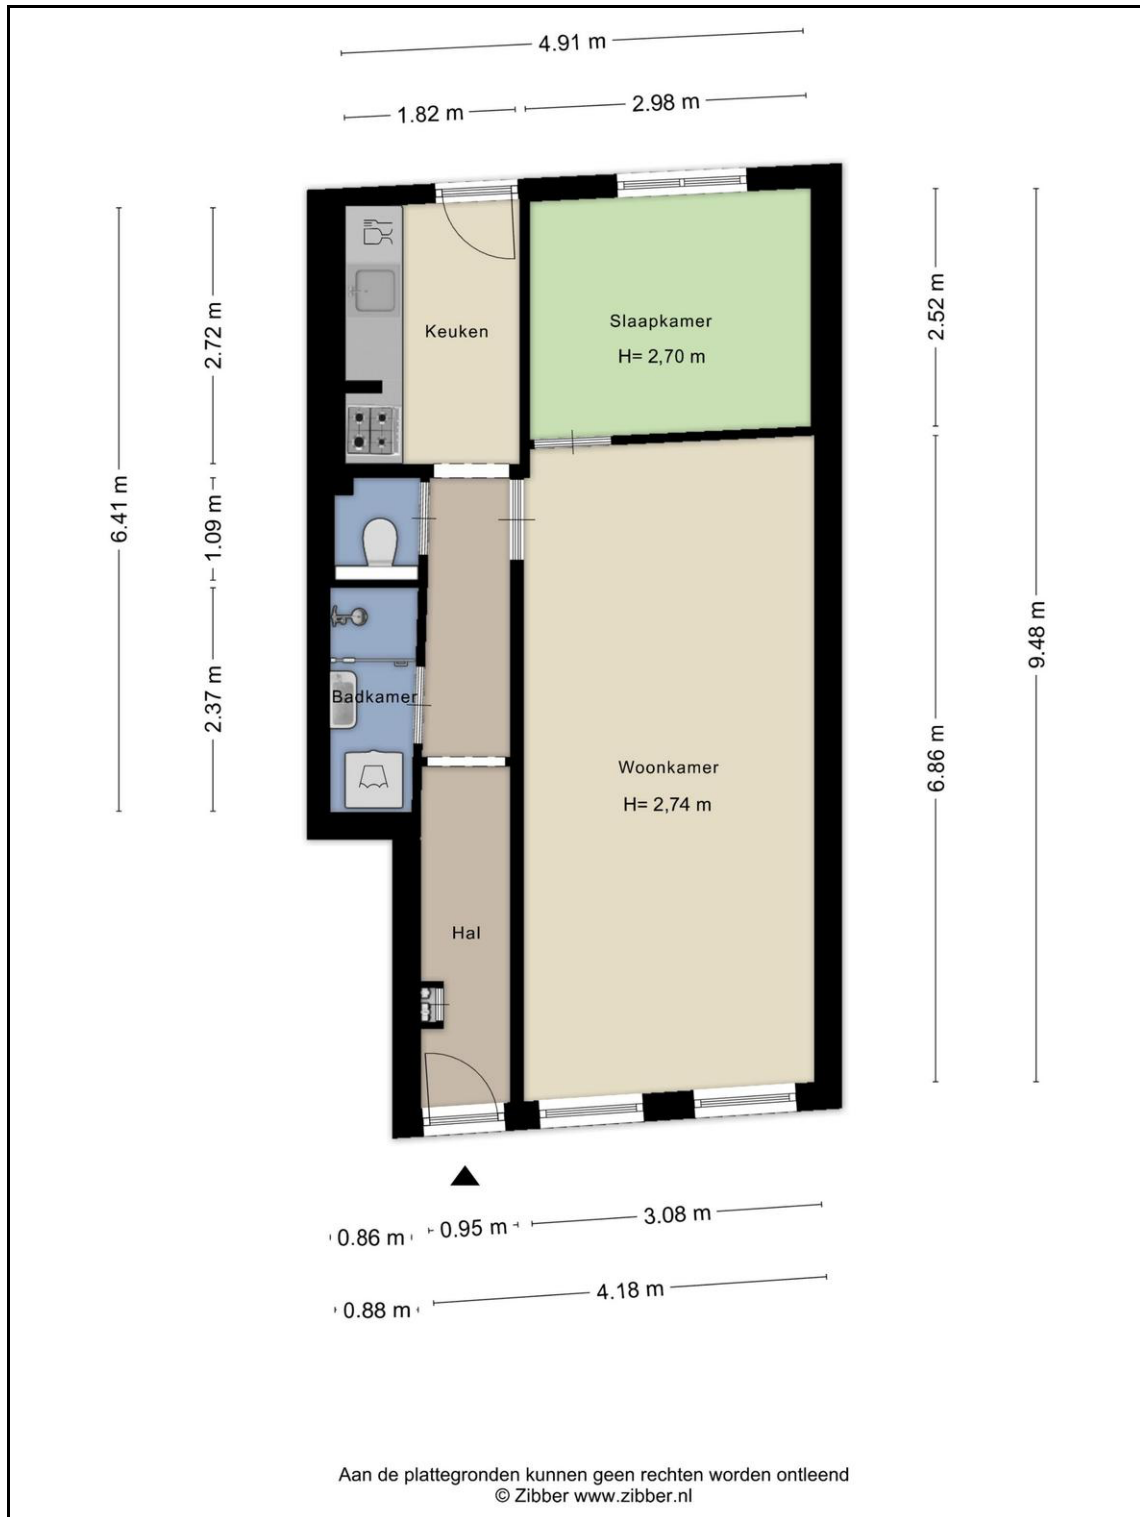 4.91 m
1.82 m
2.98 m
2.72 m
2.52 m
Keuken
Slaapkamer
H= 2,70 m
6.41 m
1.09 m
9.48 m
2.37 m
Badkamer
6.86 m
Woonkamer
H= 2,74 m
Hal
0.86 m
0.95 m
3.08 m
0.88 m
4.18 m
Aan de plattegronden kunnen geen rechten worden ontleend
© Zibber www.zibber.nl